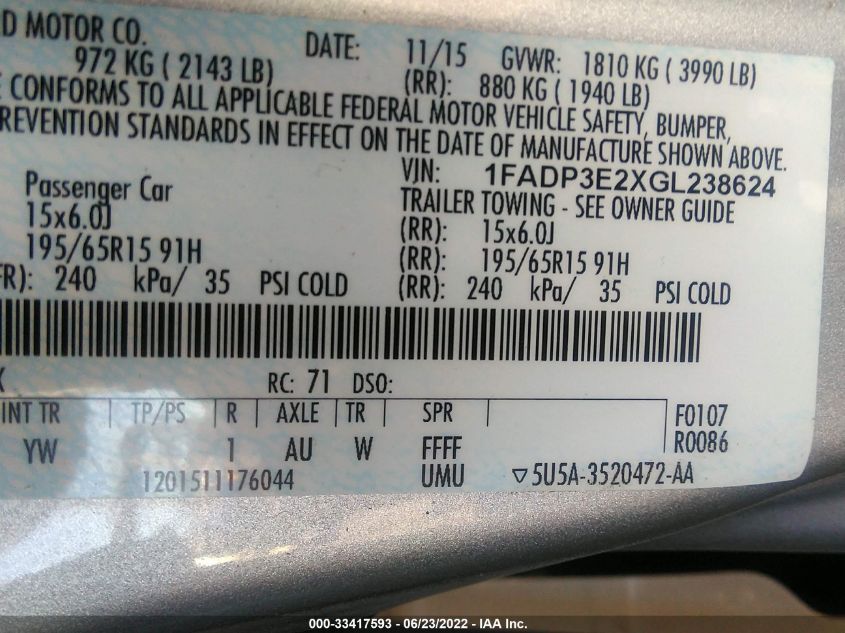 D MOTOR CO. DATE: 11/15 GVWR: 1810 KG ( 3990 LB)
972 KG ( 2143 LB) (RR): 880 KG ( 1940 LB)
CONFORMS TO ALL APPLICABLE FEDERAL MOTOR VEHICLE SAFETY, BUMPER,
REVENTION STANDARDS IN EFFECT ON THE DATE OF MANUFACTURE SHOWN ABOVE.
VIN: 1FADP3E2XGL238624
Passenger Car TRAILER TOWING - SEE OWNER GUIDE
15x6.0J (RR): 15x6.0J
195/65R15 91H (RR): 195/65R15 91H
FR): 240 kPa/ 35 PSI COLD (RR): 240 kPa/ 35 PSI COLD
RC: 71 DSO:
INT TR TP/PS R AXLE TR SPR F0107
YW 1 AU W FFFF R0086
1201511176044 UMU ▽5U5A-3520472-AA
000-33417593 - 06/23/2022 - IAA Inc.